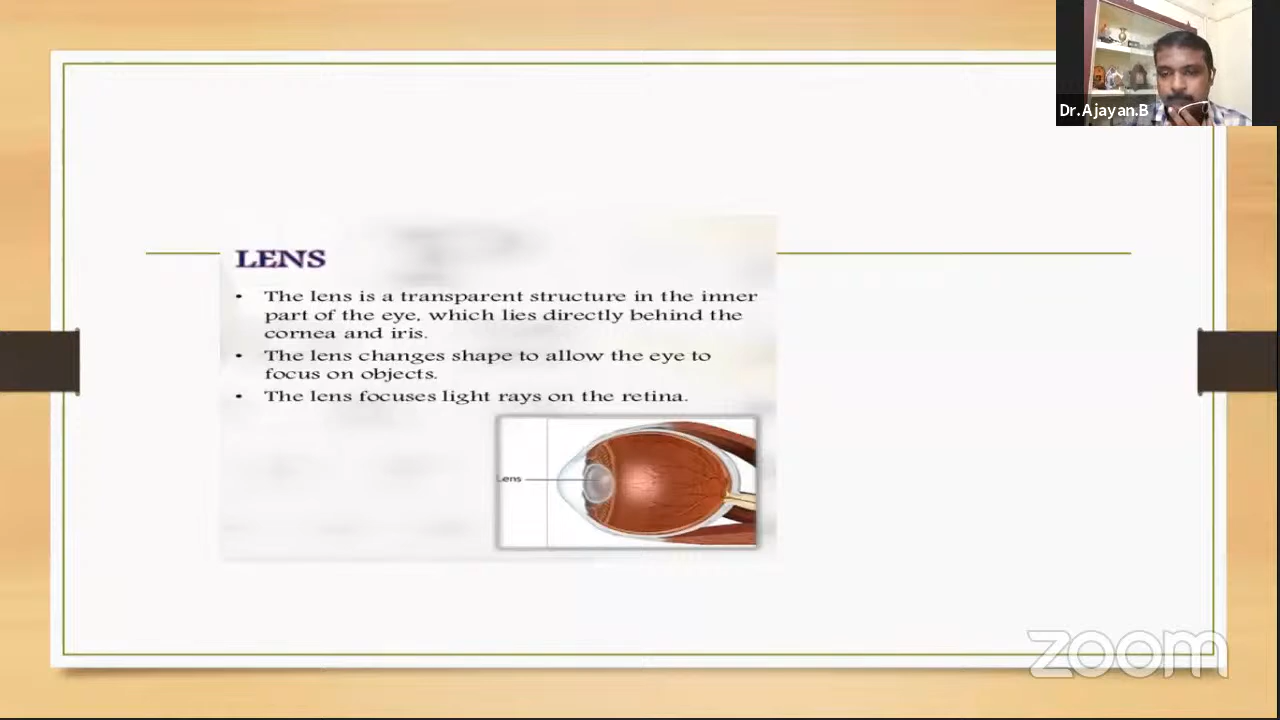 Dr.Ajayan.B
LENS
• The lens is a transparent structure in the inner
part of the eye, which lies directly behind the
cornea and iris.
• The lens changes shape to allow the eye to
focus on objects.
• The lens focuses light rays on the retina.
Lens
zoom